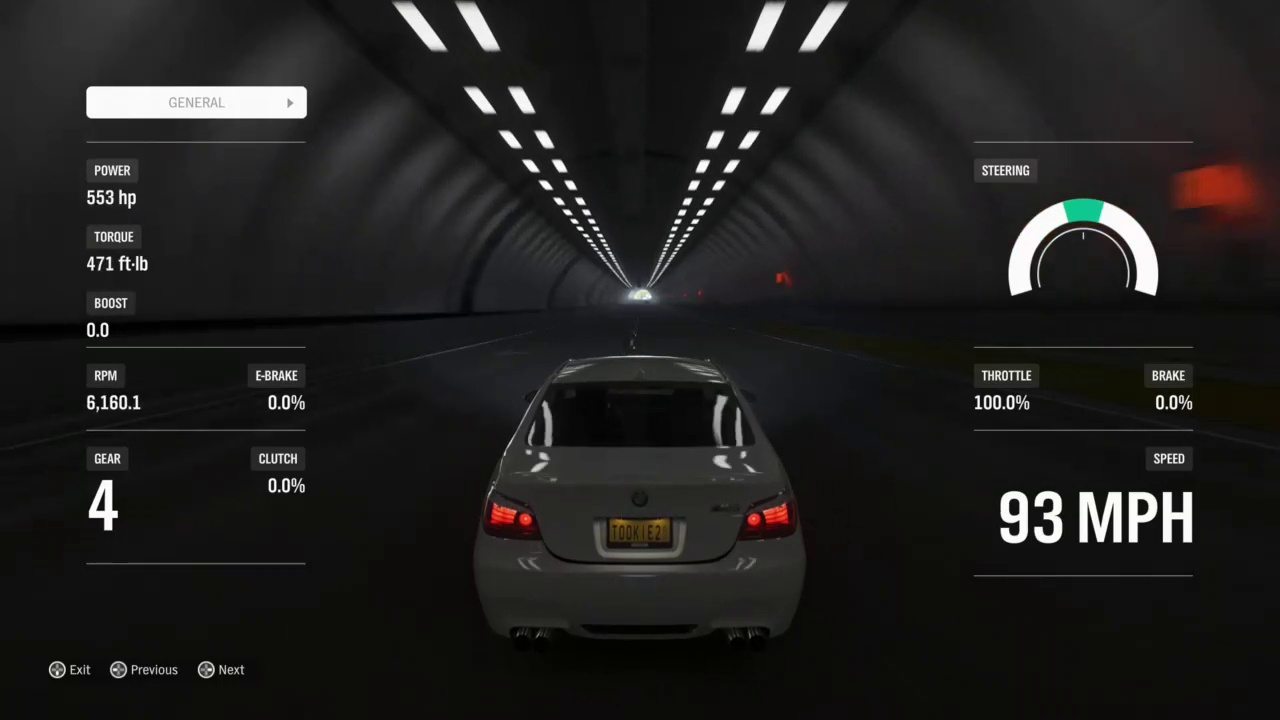 GENERAL
POWER
553 hp
TORQUE
471 ft·lb
BOOST
0.0
RPM
E-BRAKE
6,160.1
0.0%
GEAR
CLUTCH
4
0.0%
STEERING
THROTTLE
BRAKE
100.0%
0.0%
SPEED
93 MPH
TOOKIE2
Exit
Previous
Next